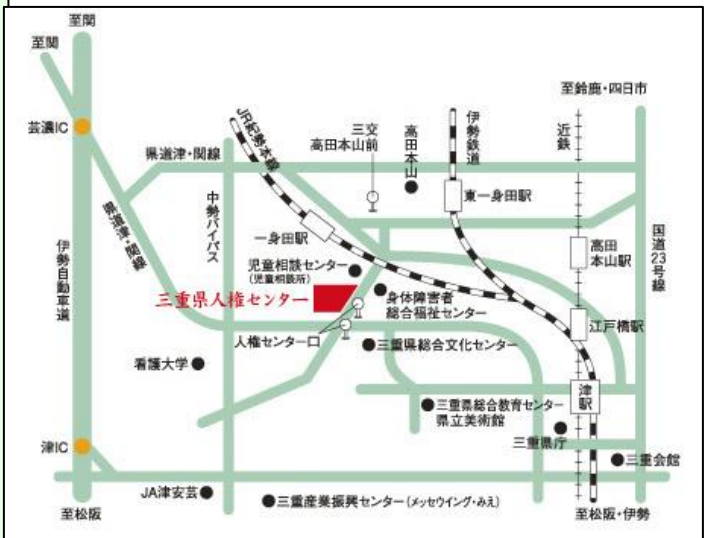 至関
至関
至鈴鹿・四日市
芸濃IC
県道津・関線
JR紀勢本線
三交
高田本山前
高田本山
伊勢鉄道
近鉄
県道津・関線
中勢バイパス
東一身田駅
一身田駅
国道23号線
高田
本山駅
伊勢自動車道
児童相談センター
(児童相談所)
三重県人権センター
身体障害者
総合福祉センター
江戸橋駅
人権センター口
三重県総合文化センター
看護大学
津駅
三重県総合教育センター
県立美術館
三重県庁
津IC
三重会館
JA津安芸
三重産業振興センター(メッセウイング・みえ)
至松阪
至松阪・伊勢